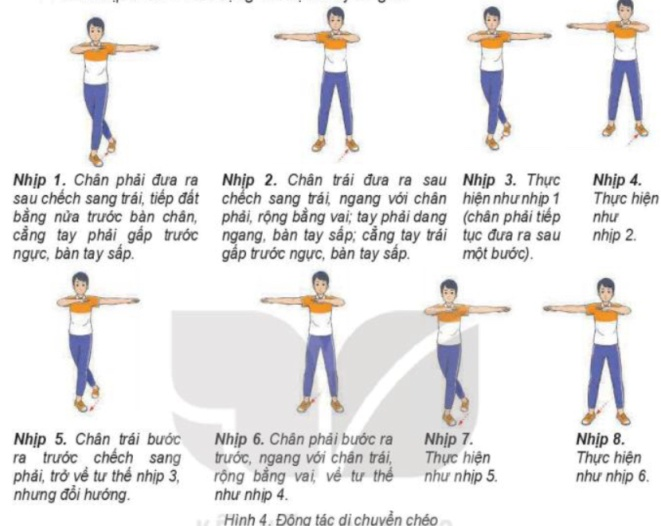 Nhịp 1. Chân phải đưa ra
sau chếch sang trái, tiếp đất
bằng nửa trước bàn chân,
cẳng tay phải gấp trước
ngực, bàn tay sấp.
Nhịp 2. Chân trái đưa ra sau
chếch sang trái, ngang với chân
phải, rộng bằng vai; tay phải dang
ngang, bàn tay sấp; cẳng tay trái
gấp trước ngực, bàn tay sấp.
Nhịp 3. Thực
hiện như nhịp 1
(chân phải tiếp
tục đưa ra sau
một bước).
Nhịp 4.
Thực hiện
như
nhịp 2.
Nhịp 5. Chân trái bước
ra trước chếch sang
phải, trở về tư thế nhịp 3,
nhưng đổi hướng.
Nhịp 6. Chân phải bước ra
trước, ngang với chân trái,
rộng bằng vai, về tư thế
như nhịp 4.
Nhịp 7.
Thực hiện
như nhịp 5.
Nhịp 8.
Thực hiện
như nhịp 6.
Hình 4. Động tác di chuyển chéo